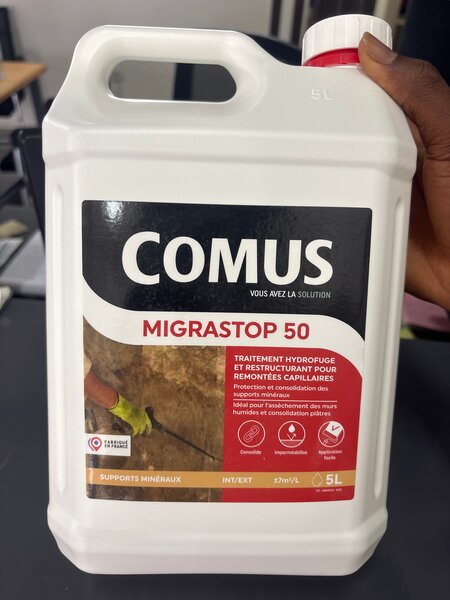 5L
COMUS
VOUS AVEZ LA SOLUTION
MIGRASTOP 50
TRAITEMENT HYDROFUGE
ET RESTRUCTURANT POUR
REMONTÉES CAPILLAIRES
Protection et consolidation des
supports minéraux
Idéal pour l'assèchement des murs
humides et consolidation plâtres
Consolide
imperméabilise
Application
facile
FABRIQUÉ
EN FRANCE
SUPPORTS MINÉRAUX
INT/EXT
±7m²/L
5L